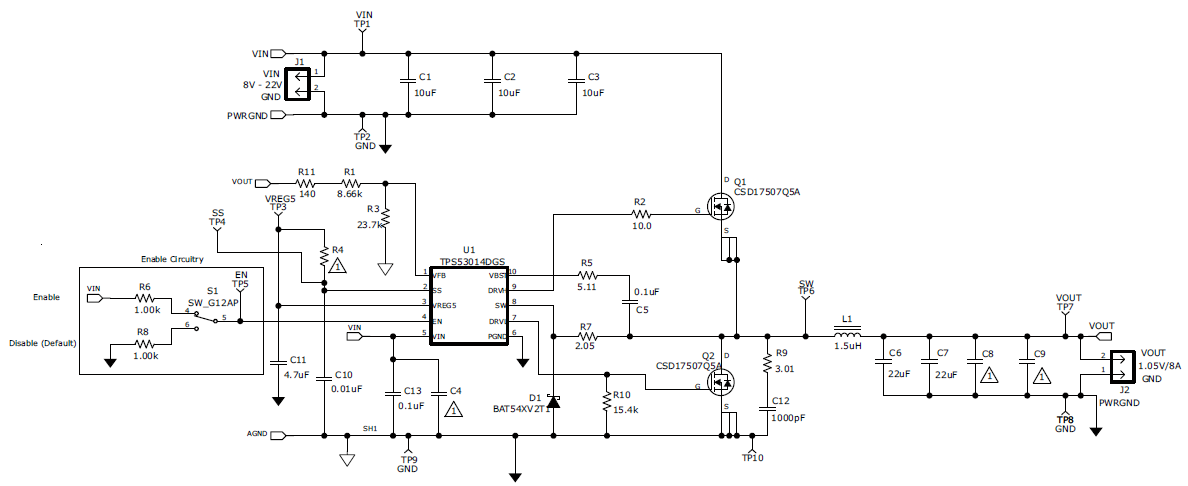 VIN
TP1
VIN
J1
VIN
8V - 22V
GND
1
2
C1
10uF
C2
10uF
C3
10uF
PWRGND
TP2
GND
VOUT
R11
140
R1
8.66k
VREG5
TP3
R3
23.7k
SS
TP4
R4
1
Q1
CSD17507Q5A
D
G
S
R2
10.0
Enable Circuitry
VIN
Enable
R6
1.00k
S1
SW_G12AP
EN
TP5
4
5
6
R8
1.00k
Disable (Default)
U1
TPS53014DGS
1
VFB
2
SS
3
VREG5
4
EN
5
VIN
10
VBST
9
DRVH
8
SW
7
DRVL
6
PGND
R5
5.11
0.1uF
C5
R7
2.05
VIN
SW
TP6
L1
1.5uH
VOUT
TP7
VOUT
C11
4.7uF
C10
0.01uF
C13
0.1uF
C4
1
D1
BAT54XV2T1
R10
15.4k
Q2
CSD17507Q5A
D
G
S
R9
3.01
C12
1000pF
C6
22uF
C7
22uF
C8
1
C9
1
2
1
VOUT
1.05V/8A
GND
J2
PWRGND
TP8
GND
AGND
SH1
TP9
GND
TP10